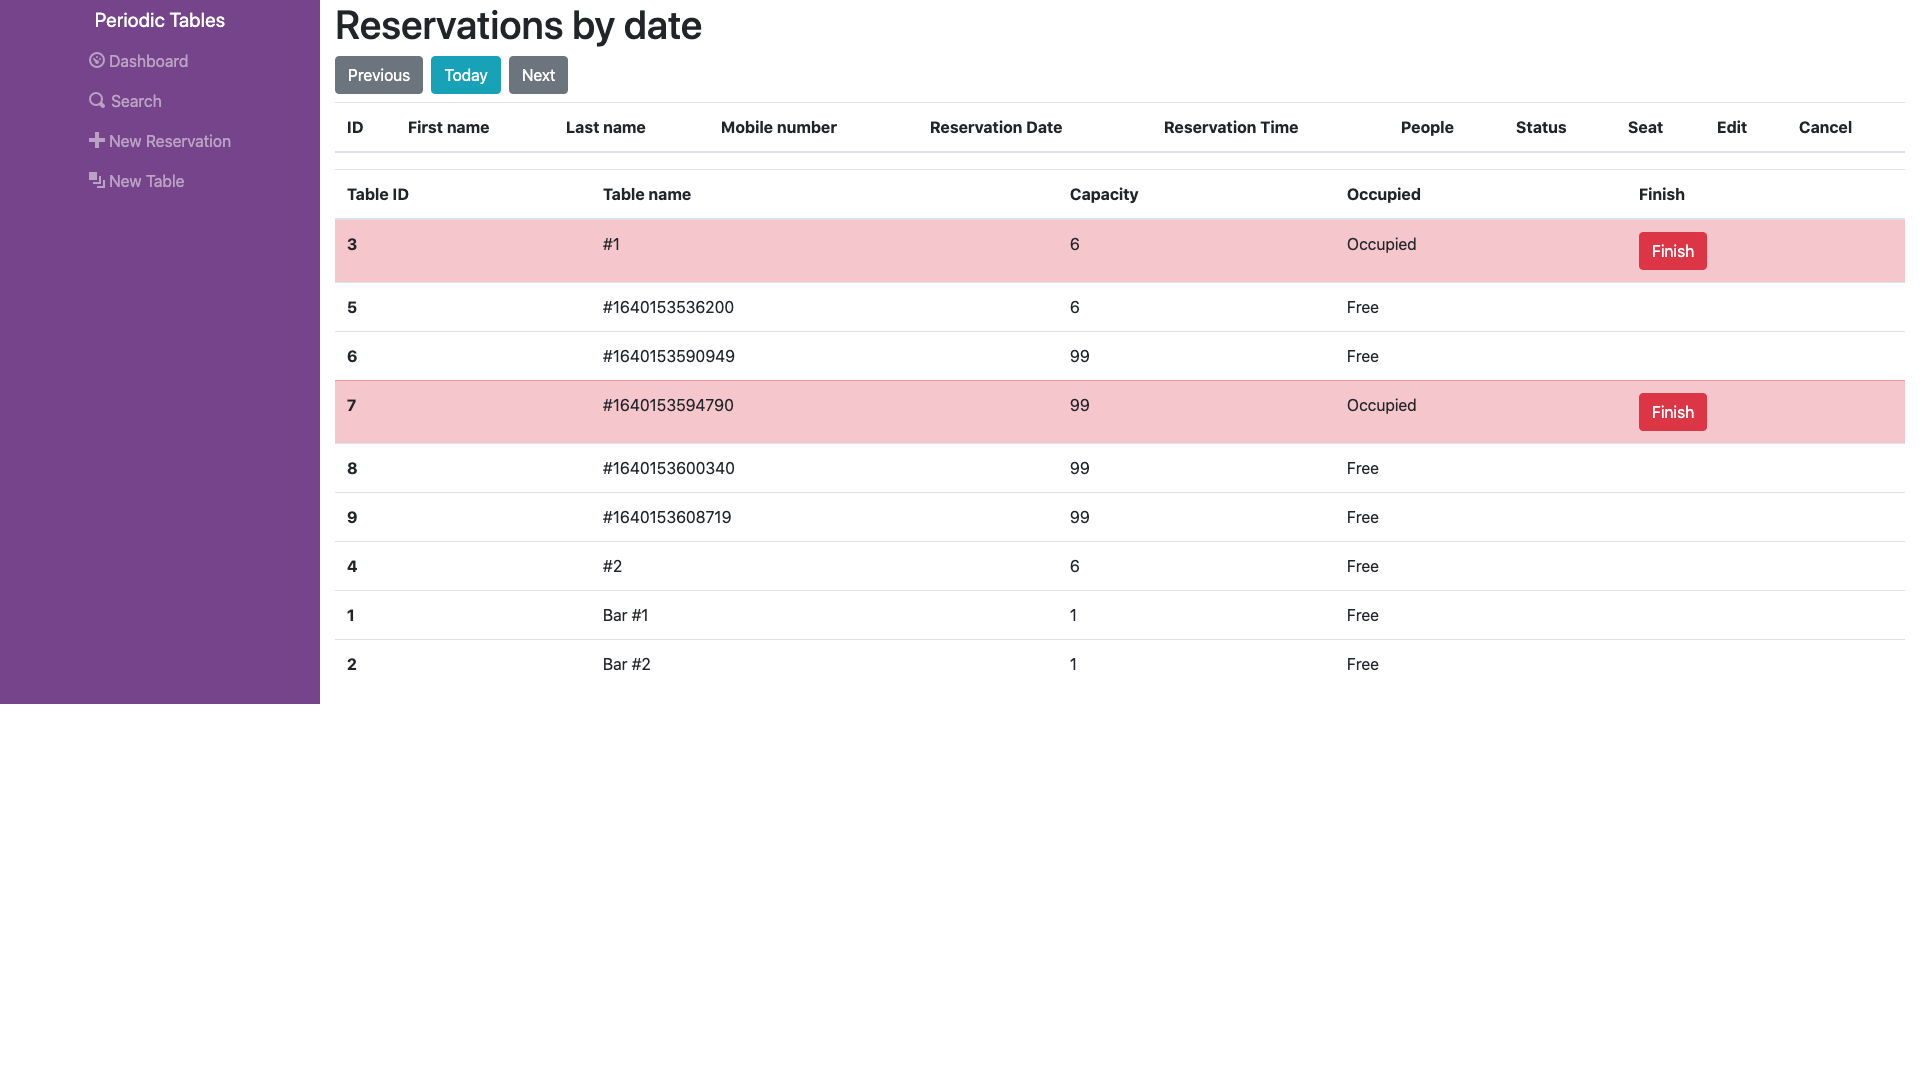 Periodic Tables
Dashboard
Search
New Reservation
New Table
Reservations by date
Previous Today Next
ID First name Last name Mobile number Reservation Date Reservation Time People Status Seat Edit Cancel
Table ID Table name Capacity Occupied Finish
3 #1 6 Occupied Finish
5 #1640153536200 6 Free
6 #1640153590949 99 Free
7 #1640153594790 99 Occupied Finish
8 #1640153600340 99 Free
9 #1640153608719 99 Free
4 #2 6 Free
1 Bar #1 1 Free
2 Bar #2 1 Free